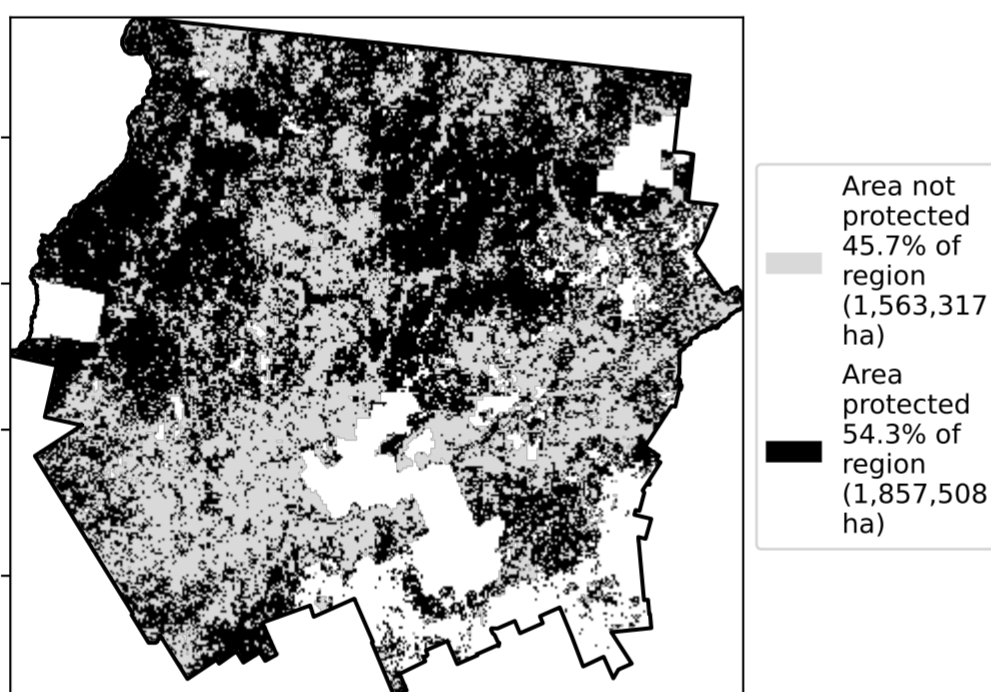 Area not
protected
45.7% of
region
(1,563,317
ha)
Area
protected
54.3% of
region
(1,857,508
ha)